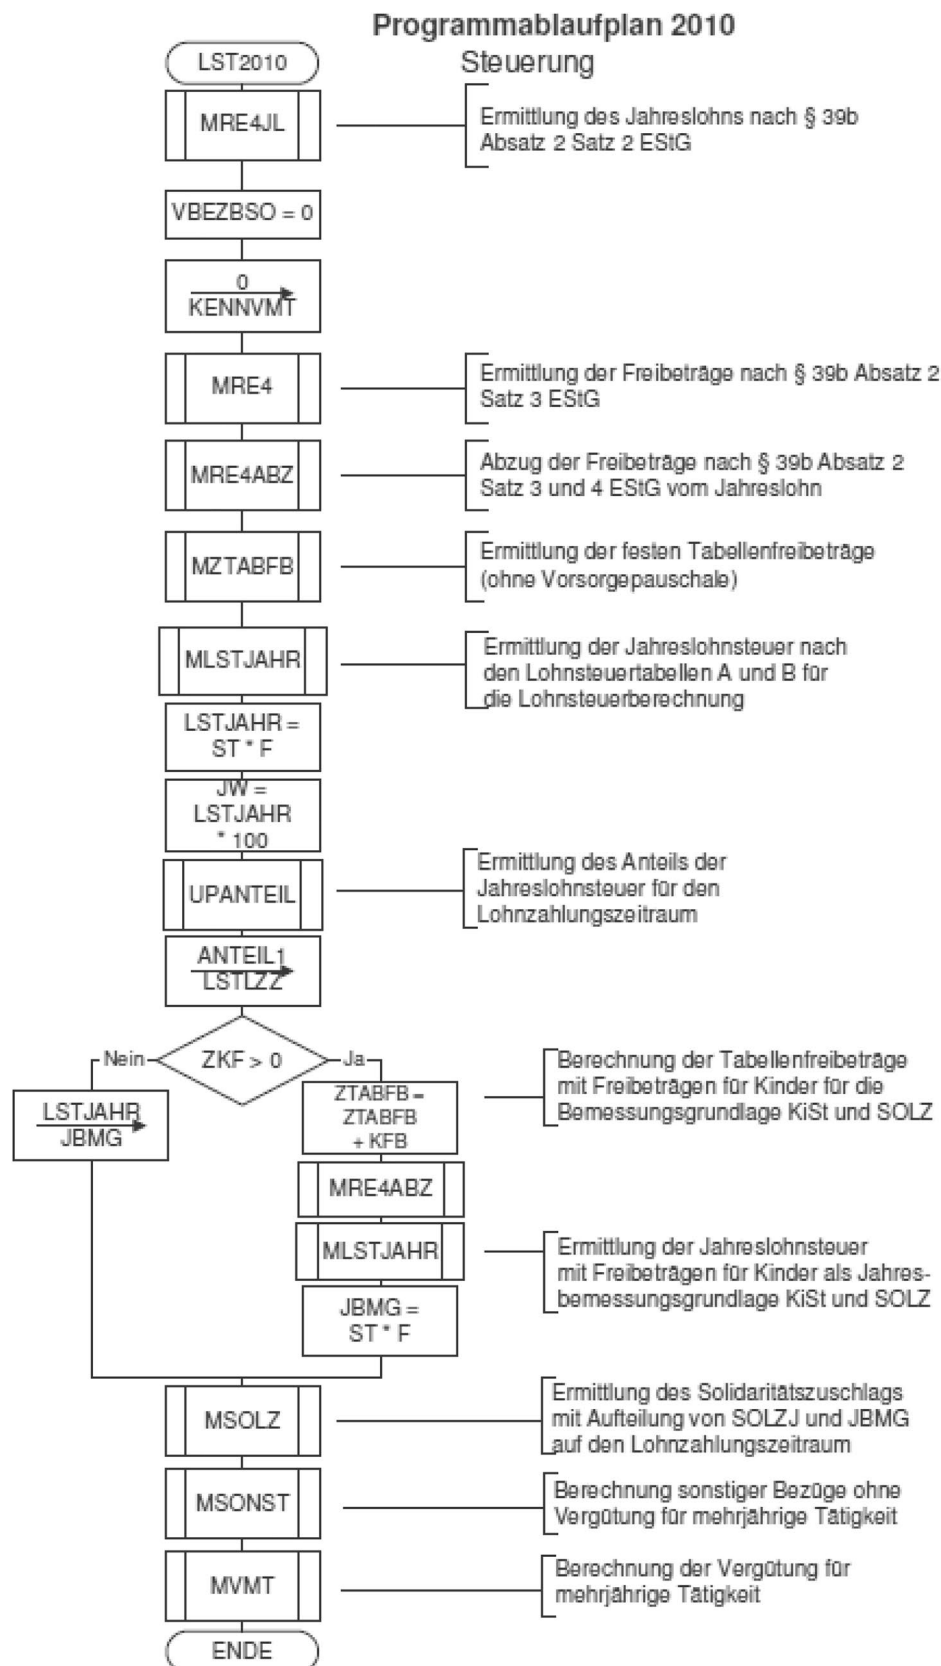 Programmablaufplan 2010
LST2010
Steuerung
MRE4JL
Ermittlung des Jahreslohns nach § 39b
Absatz 2 Satz 2 EStG
VBEZBSO = 0
0
KENNVMT
MRE4
Ermittlung der Freibeträge nach § 39b Absatz 2
Satz 3 EStG
MRE4ABZ
Abzug der Freibeträge nach § 39b Absatz 2
Satz 3 und 4 EStG vom Jahreslohn
MZTABFB
Ermittlung der festen Tabellenfreibeträge
(ohne Vorsorgepauschale)
MLSTJAHR
Ermittlung der Jahreslohnsteuer nach
den Lohnsteuertabellen A und B für
die Lohnsteuerberechnung
LSTJAHR =
ST * F
JW =
LSTJAHR
* 100
UPANTEIL
Ermittlung des Anteils der
Jahreslohnsteuer für den
Lohnzahlungszeitraum
ANTEIL1
LSTLZZ
Nein
ZKF > 0
Ja
LSTJAHR
JBMG
ZTABFB =
ZTABFB
+ KFB
Berechnung der Tabellenfreibeträge
mit Freibeträgen für Kinder für die
Bemessungsgrundlage KiSt und SOLZ
MRE4ABZ
MLSTJAHR
Ermittlung der Jahreslohnsteuer
mit Freibeträgen für Kinder als Jahres-
bemessungsgrundlage KiSt und SOLZ
JBMG =
ST * F
MSOLZ
Ermittlung des Solidaritätszuschlags
mit Aufteilung von SOLZJ und JBMG
auf den Lohnzahlungszeitraum
MSONST
Berechnung sonstiger Bezüge ohne
Vergütung für mehrjährige Tätigkeit
MVMT
Berechnung der Vergütung für
mehrjährige Tätigkeit
ENDE